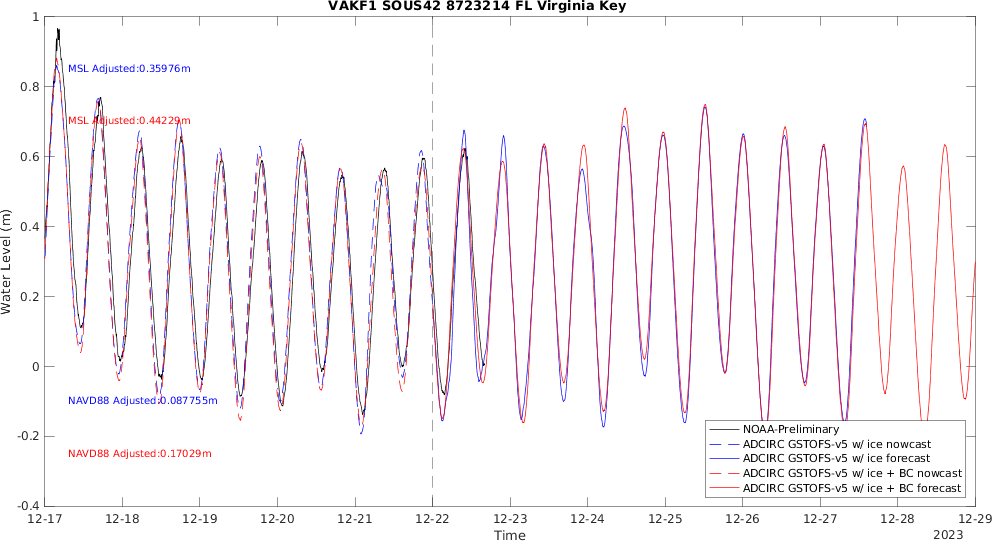 VAKF1 SOUS42 8723214 FL Virginia Key
1
0.8
0.6
0.4
0.2
0
-0.2
-0.4
Water Level (m)
MSL Adjusted:0.35976m
MSL Adjusted:0.44229m
NAVD88 Adjusted:0.087755m
NAVD88 Adjusted:0.17029m
NOAA-Preliminary
ADCIRC GSTOFS-v5 w/ ice nowcast
ADCIRC GSTOFS-v5 w/ ice forecast
ADCIRC GSTOFS-v5 w/ ice + BC nowcast
ADCIRC GSTOFS-v5 w/ ice + BC forecast
12-17 12-18 12-19 12-20 12-21 12-22 12-23 12-24 12-25 12-26 12-27 12-28 12-29
Time
2023